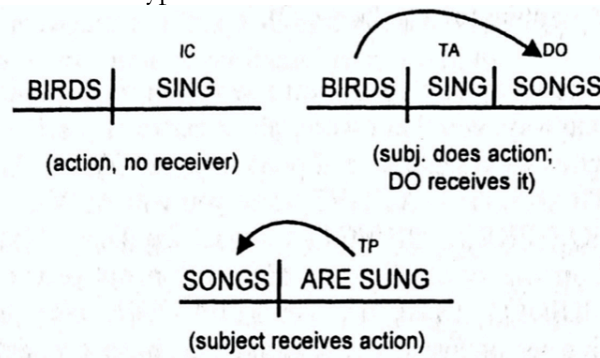 IC
BIRDS SING
(action, no receiver)
TA DO
BIRDS SING SONGS
(subj. does action;
DO receives it)
TP
SONGS ARE SUNG
(subject receives action)